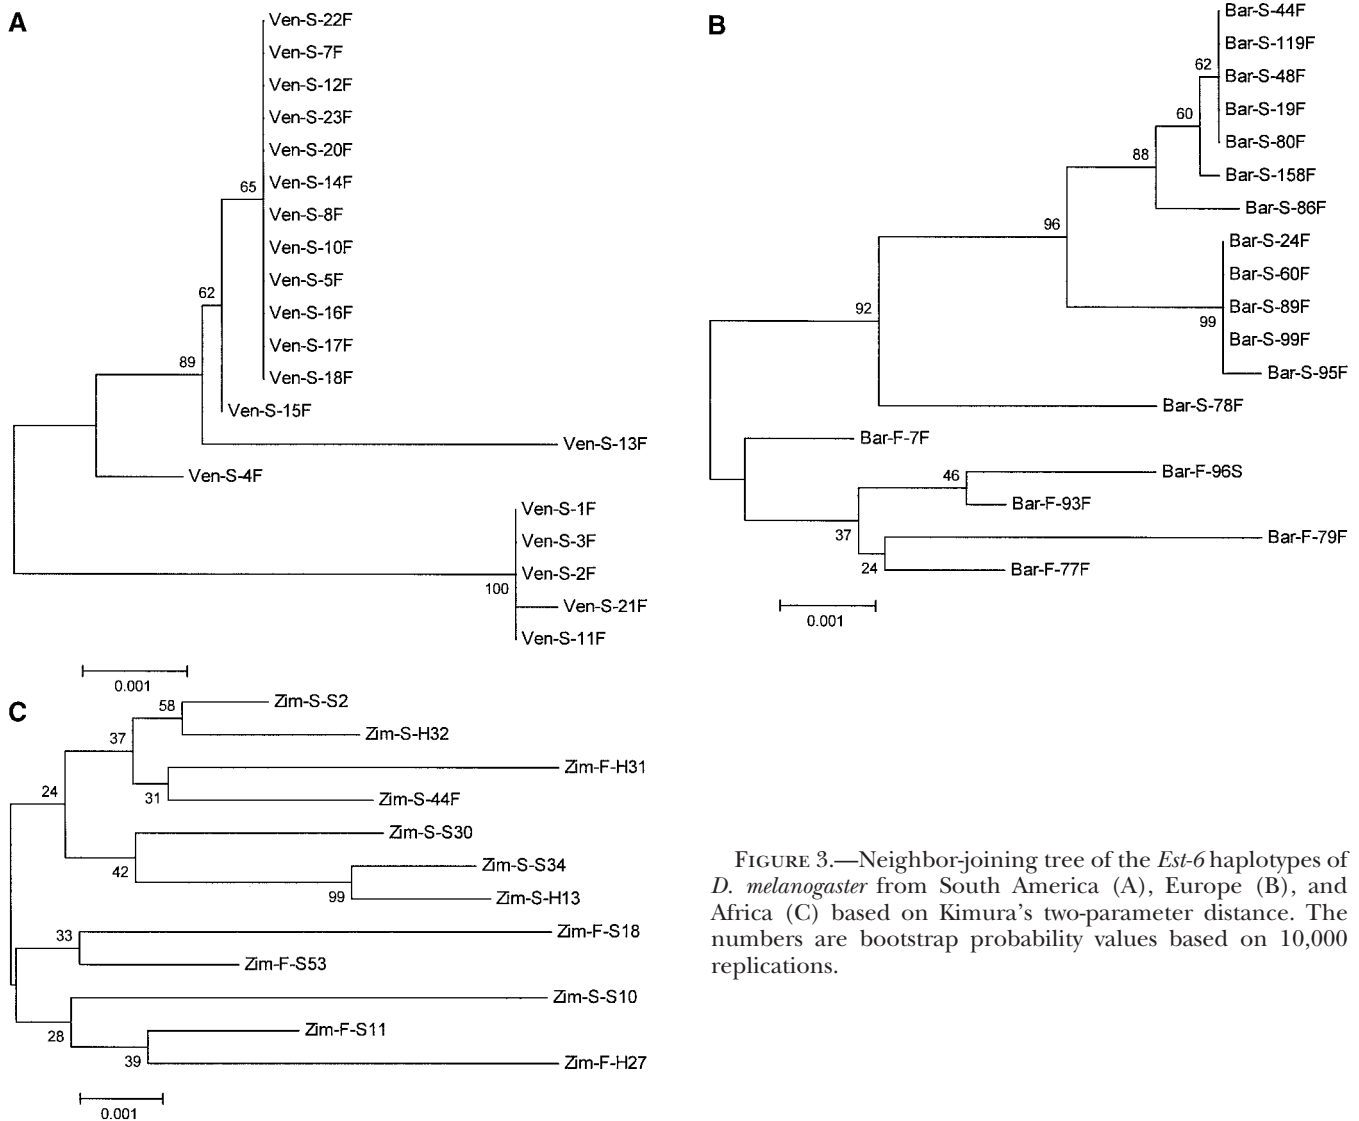 A
Ven-S-22F
Ven-S-7F
Ven-S-12F
Ven-S-23F
Ven-S-20F
Ven-S-14F
65
Ven-S-8F
Ven-S-10F
Ven-S-5F
62
Ven-S-16F
Ven-S-17F
89
Ven-S-18F
Ven-S-15F
Ven-S-13F
Ven-S-4F
Ven-S-1F
Ven-S-3F
Ven-S-2F
100
Ven-S-21F
Ven-S-11F
0.001
B
Bar-S-44F
Bar-S-119F
62
Bar-S-48F
Bar-S-19F
60
Bar-S-80F
88
Bar-S-158F
Bar-S-86F
96
Bar-S-24F
Bar-S-60F
92
Bar-S-89F
99
Bar-S-99F
Bar-S-95F
Bar-S-78F
Bar-F-7F
46
Bar-F-96S
Bar-F-93F
37
Bar-F-79F
24
Bar-F-77F
0.001
C
58
Zim-S-S2
37
Zim-S-H32
Zim-F-H31
24
31
Zim-S-44F
Zim-S-S30
42
Zim-S-S34
99
Zim-S-H13
33
Zim-F-S18
Zim-F-S53
Zim-S-S10
28
Zim-F-S11
39
Zim-F-H27
0.001
FIGURE 3.—Neighbor-joining tree of the Est-6 haplotypes of
D. melanogaster from South America (A), Europe (B), and
Africa (C) based on Kimura's two-parameter distance. The
numbers are bootstrap probability values based on 10,000
replications.